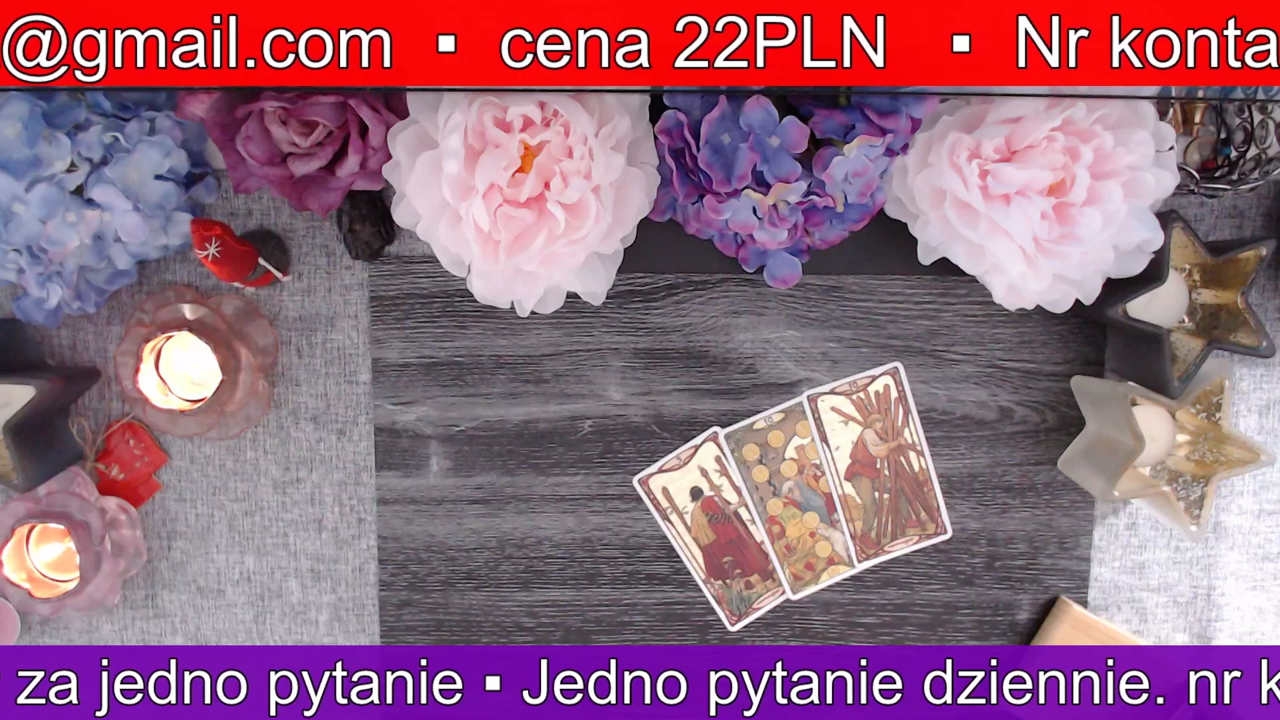 @gmail.com ▪ cena 22PLN ▪ Nr konta
za jedno pytanie ▪ Jedno pytanie dziennie. nr k